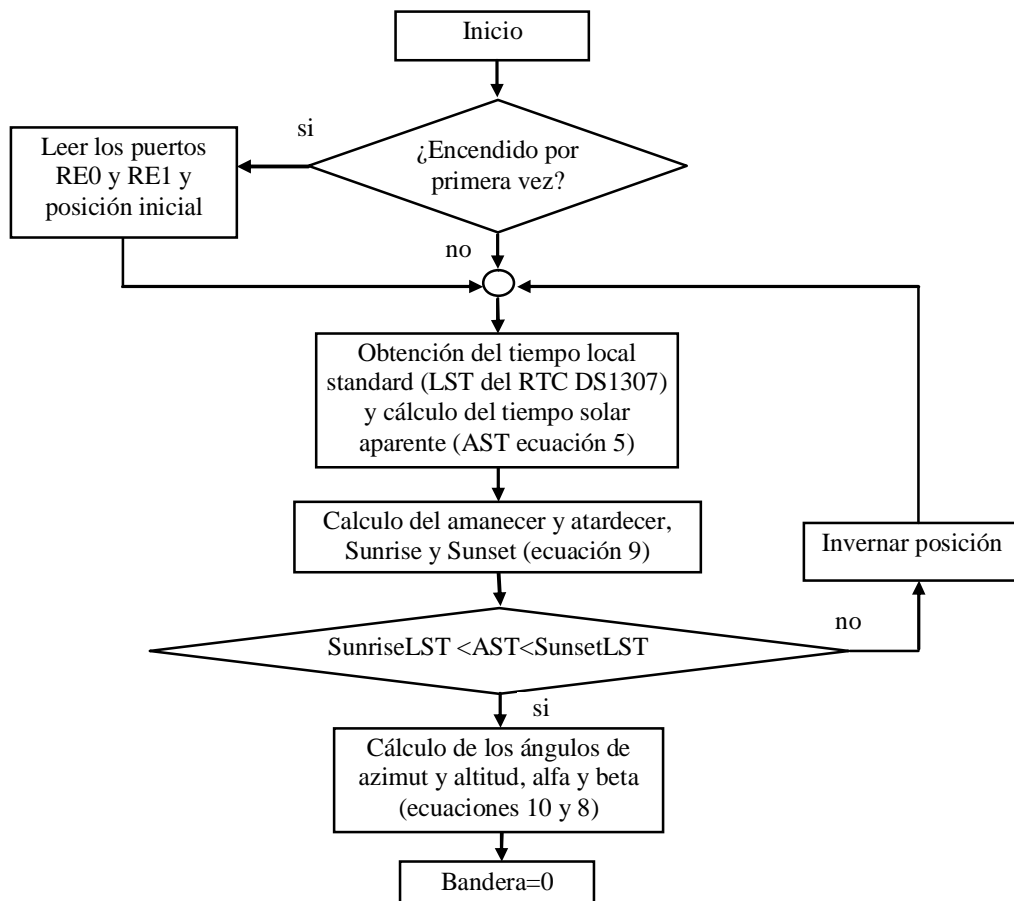 Inicio
si
¿Encendido por
primera vez?
Leer los puertos
RE0 y RE1 y
posición inicial
no
Obtención del tiempo local
standard (LST del RTC DS1307)
y cálculo del tiempo solar
aparente (AST ecuación 5)
Calculo del amanecer y atardecer,
Sunrise y Sunset (ecuación 9)
Invernar posición
no
SunriseLST <AST<SunsetLST
si
Cálculo de los ángulos de
azimut y altitud, alfa y beta
(ecuaciones 10 y 8)
Bandera=0